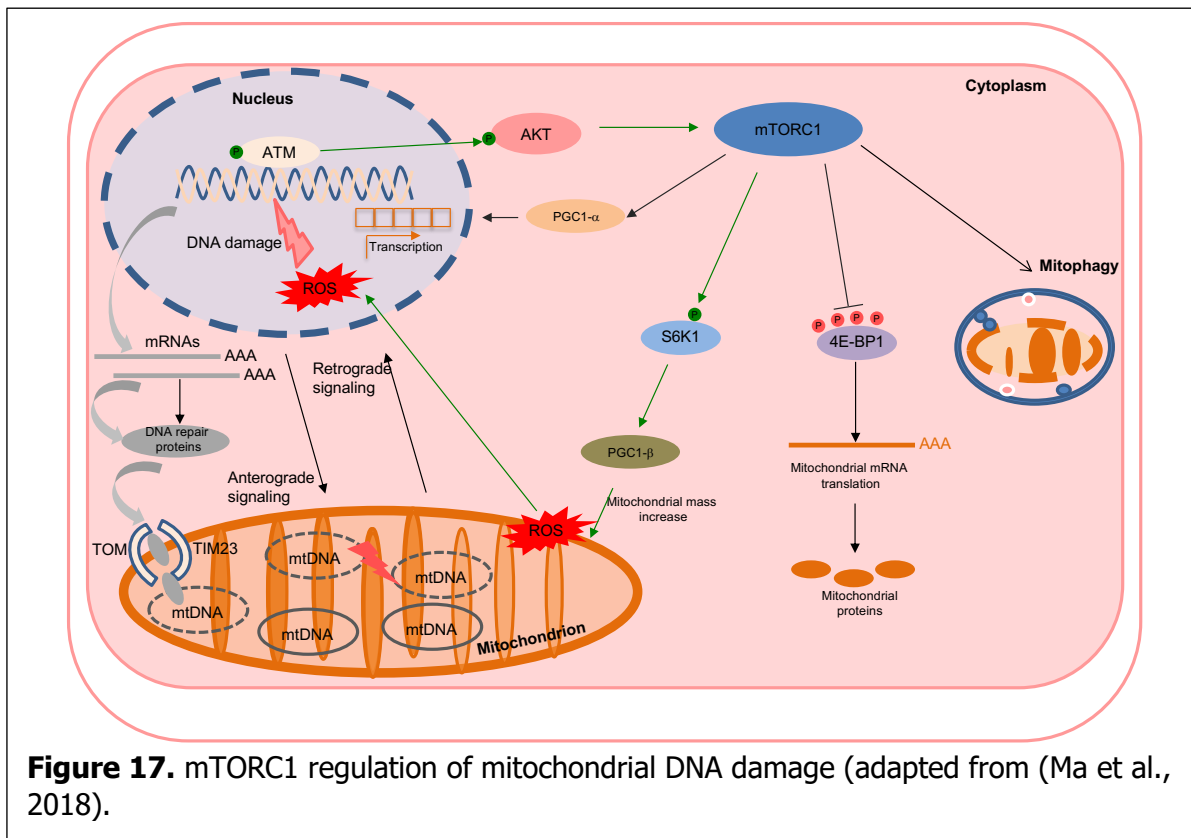 Nucleus
Cytoplasm
P
ATM
P
AKT
mTORC1
DNA damage
Transcription
PGC1-α
ROS
Mitophagy
P
S6K1
P P P P
4E-BP1
mRNAs
AAA
AAA
Retrograde
signaling
DNA repair
proteins
PGC1-β
AAA
Mitochondrial mRNA
translation
Anterograde
signaling
Mitochondrial mass
increase
ROS
TOM
TIM23
mtDNA
mtDNA
mtDNA
mtDNA
mtDNA
Mitochondrion
Mitochondrial
proteins
Figure 17. mTORC1 regulation of mitochondrial DNA damage (adapted from (Ma et al.,
2018).